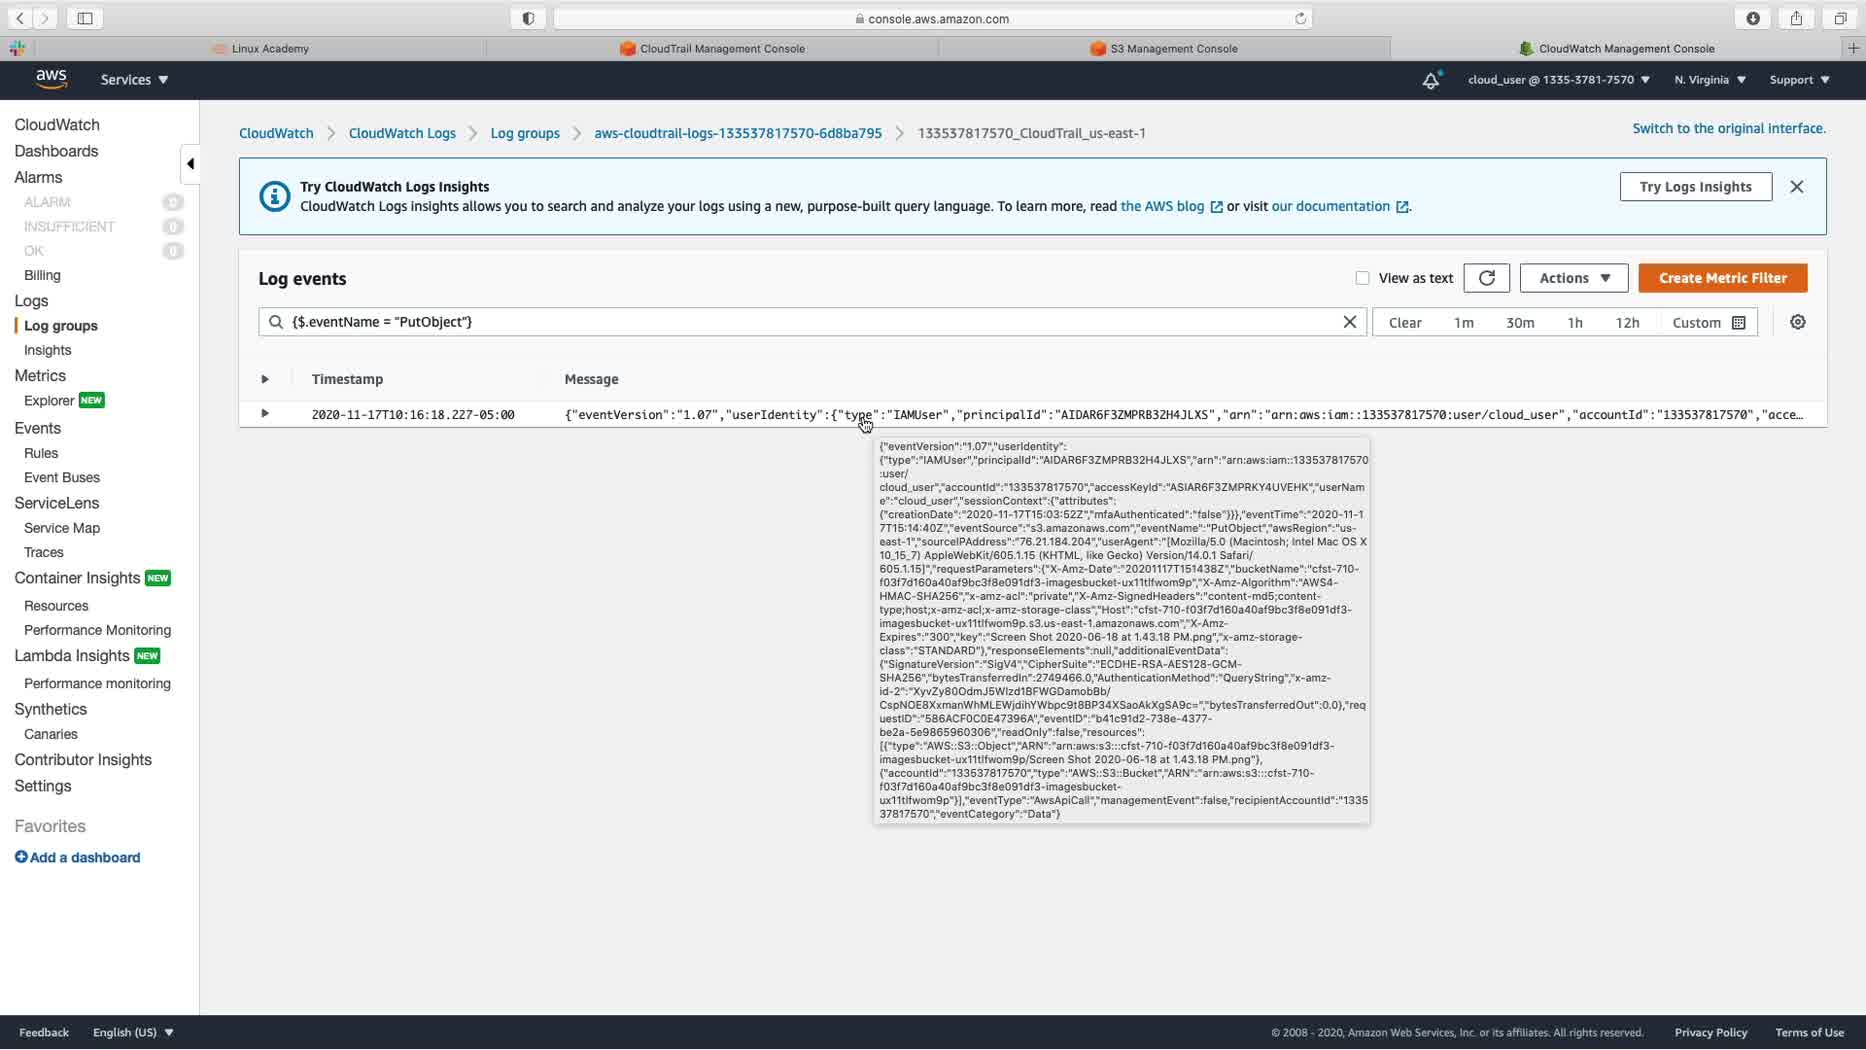 console.aws.amazon.com
Linux Academy
CloudTrail Management Console
S3 Management Console
CloudWatch Management Console
aws
Services
cloud_user @ 1335-3781-7570
N. Virginia
Support
CloudWatch
Dashboards
Alarms
ALARM 0
INSUFFICIENT 0
OK 0
Billing
Logs
Log groups
Insights
Metrics
Explorer NEW
Events
Rules
Event Buses
ServiceLens
Service Map
Traces
Container Insights NEW
Resources
Performance Monitoring
Lambda Insights NEW
Performance monitoring
Synthetics
Canaries
Contributor Insights
Settings
Favorites
Add a dashboard
CloudWatch CloudWatch Logs Log groups aws-cloudtrail-logs-133537817570-6d8ba795 133537817570_CloudTrail_us-east-1
Switch to the original interface.
Try CloudWatch Logs Insights
CloudWatch Logs insights allows you to search and analyze your logs using a new, purpose-built query language. To learn more, read the AWS blog or visit our documentation .
Try Logs Insights
Log events
View as text
Actions
Create Metric Filter
{$.eventName = "PutObject"}
Clear 1m 30m 1h 12h Custom
Timestamp Message
2020-11-17T10:16:18.227-05:00 {"eventVersion":"1.07","userIdentity":{"type":"IAMUser","principalId":"AIDAR6F3ZMPRB32H4JLXS","arn":"arn:aws:iam::133537817570:user/cloud_user","accountId":"133537817570","acce…
{"eventVersion":"1.07","userIdentity":
{"type":"IAMUser","principalId":"AIDAR6F3ZMPRB32H4JLXS","arn":"arn:aws:iam::133537817570
:user/
cloud_user","accountId":"133537817570","accessKeyId":"ASIAR6F3ZMPRKY4UVEHK","userNam
e":"cloud_user","sessionContext":{"attributes":
{"creationDate":"2020-11-17T15:03:52Z","mfaAuthenticated":"false"}}},"eventTime":"2020-11-1
7T15:14:40Z","eventSource":"s3.amazonaws.com","eventName":"PutObject","awsRegion":"us-
east-1","sourceIPAddress":"76.21.184.204","userAgent":"[Mozilla/5.0 (Macintosh; Intel Mac OS X
10_15_7) AppleWebKit/605.1.15 (KHTML, like Gecko) Version/14.0.1 Safari/
605.1.15]","requestParameters":{"X-Amz-Date":"20201117T151438Z","bucketName":"cfst-710-
f03f7d160a40af9bc3f8e091df3-imagesbucket-ux11tlfwom9p","X-Amz-Algorithm":"AWS4-
HMAC-SHA256","x-amz-acl":"private","X-Amz-SignedHeaders":"content-md5;content-
type;host;x-amz-acl;x-amz-storage-class","Host":"cfst-710-f03f7d160a40af9bc3f8e091df3-
imagesbucket-ux11tlfwom9p.s3.us-east-1.amazonaws.com","X-Amz-
Expires":"300","key":"Screen Shot 2020-06-18 at 1.43.18 PM.png","x-amz-storage-
class":"STANDARD"},"responseElements":null,"additionalEventData":
{"SignatureVersion":"SigV4","CipherSuite":"ECDHE-RSA-AES128-GCM-
SHA256","bytesTransferredIn":2749466.0,"AuthenticationMethod":"QueryString","x-amz-
id-2":"XyvZy80OdmJ5WIzd1BFWGDamobBb/
CspNOE8XxmanWhMLEWjdihYWbpc9t8BP34XSaoAkXgSA9c=","bytesTransferredOut":0.0},"req
uestID":"586ACF0C0E47396A","eventID":"b41c91d2-738e-4377-
be2a-5e9865960306","readOnly":false,"resources":
[{"type":"AWS::S3::Object","ARN":"arn:aws:s3:::cfst-710-f03f7d160a40af9bc3f8e091df3-
imagesbucket-ux11tlfwom9p/Screen Shot 2020-06-18 at 1.43.18 PM.png"},
{"accountId":"133537817570","type":"AWS::S3::Bucket","ARN":"arn:aws:s3:::cfst-710-
f03f7d160a40af9bc3f8e091df3-imagesbucket-
ux11tlfwom9p"}],"eventType":"AwsApiCall","managementEvent":false,"recipientAccountId":"1335
37817570","eventCategory":"Data"}
Feedback
English (US)
© 2008 - 2020, Amazon Web Services, Inc. or its affiliates. All rights reserved.
Privacy Policy
Terms of Use